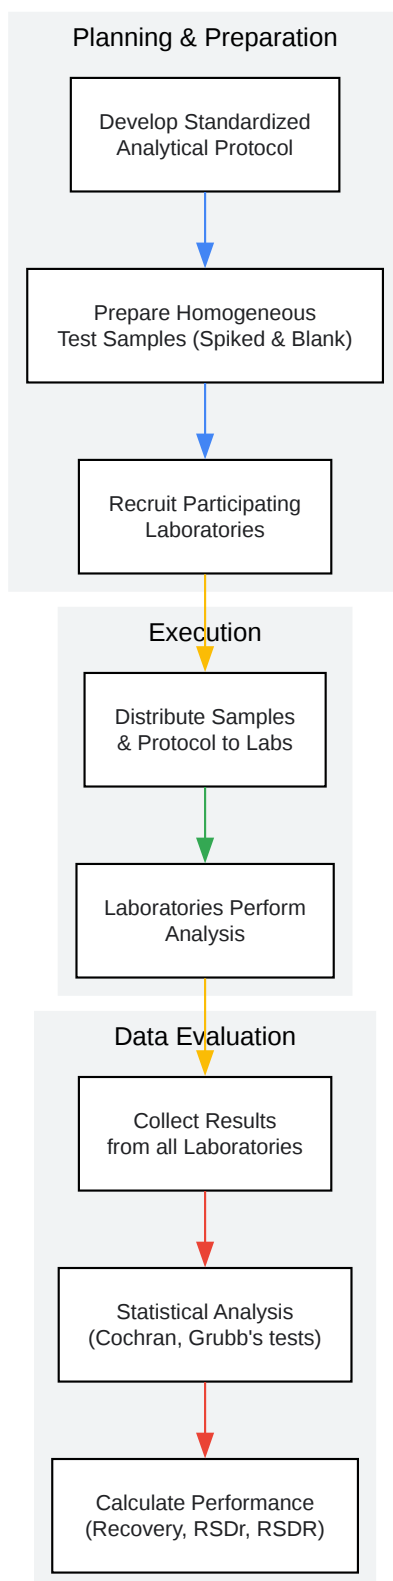 Planning & Preparation
Develop Standardized
Analytical Protocol
Prepare Homogeneous
Test Samples (Spiked & Blank)
Recruit Participating
Laboratories
Execution
Distribute Samples
& Protocol to Labs
Laboratories Perform
Analysis
Data Evaluation
Collect Results
from all Laboratories
Statistical Analysis
(Cochran, Grubb's tests)
Calculate Performance
(Recovery, RSDr, RSDR)